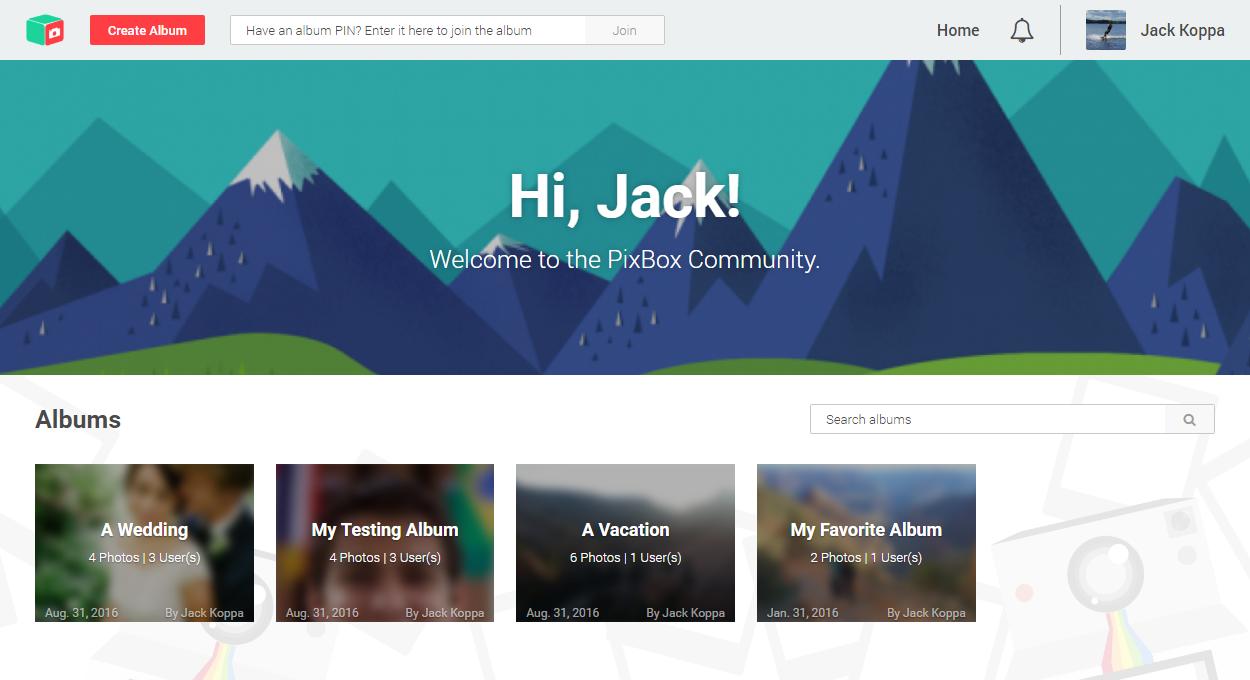 Create Album
Have an album PIN? Enter it here to join the album
Join
Home
Jack Koppa
Hi, Jack!
Welcome to the PixBox Community.
Albums
Search albums
A Wedding
4 Photos | 3 User(s)
Aug. 31, 2016 By Jack Koppa
My Testing Album
4 Photos | 3 User(s)
Aug. 31, 2016 By Jack Koppa
A Vacation
6 Photos | 1 User(s)
Aug. 31, 2016 By Jack Koppa
My Favorite Album
2 Photos | 1 User(s)
Jan. 31, 2016 By Jack Koppa